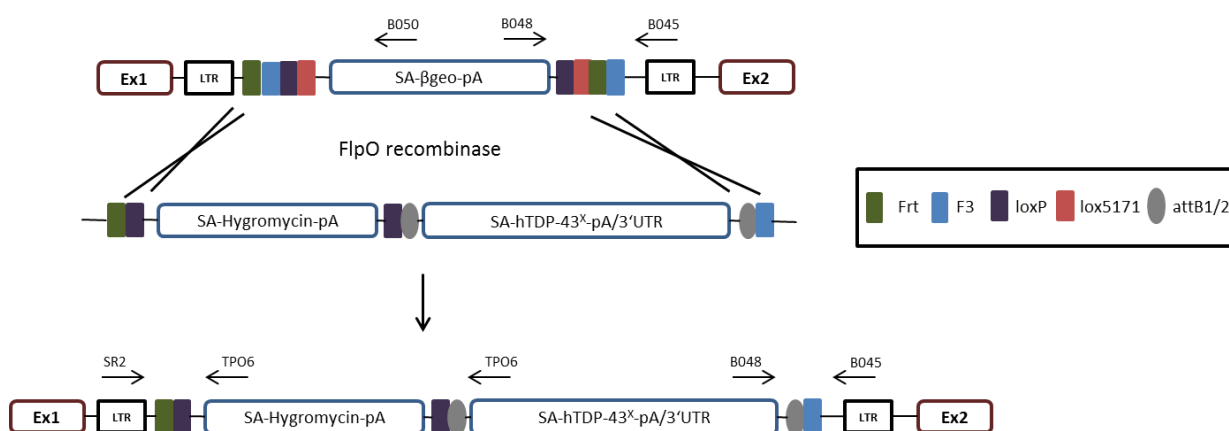 B050 B048 B045
Ex1 LTR SA-βgeo-pA LTR Ex2
FlpO recombinase
SA-Hygromycin-pA SA-hTDP-43ˣ-pA/3‘UTR
Frt F3 loxP lox5171 attB1/2
SR2 TPO6 TPO6 B048 B045
Ex1 LTR SA-Hygromycin-pA SA-hTDP-43ˣ-pA/3‘UTR LTR Ex2